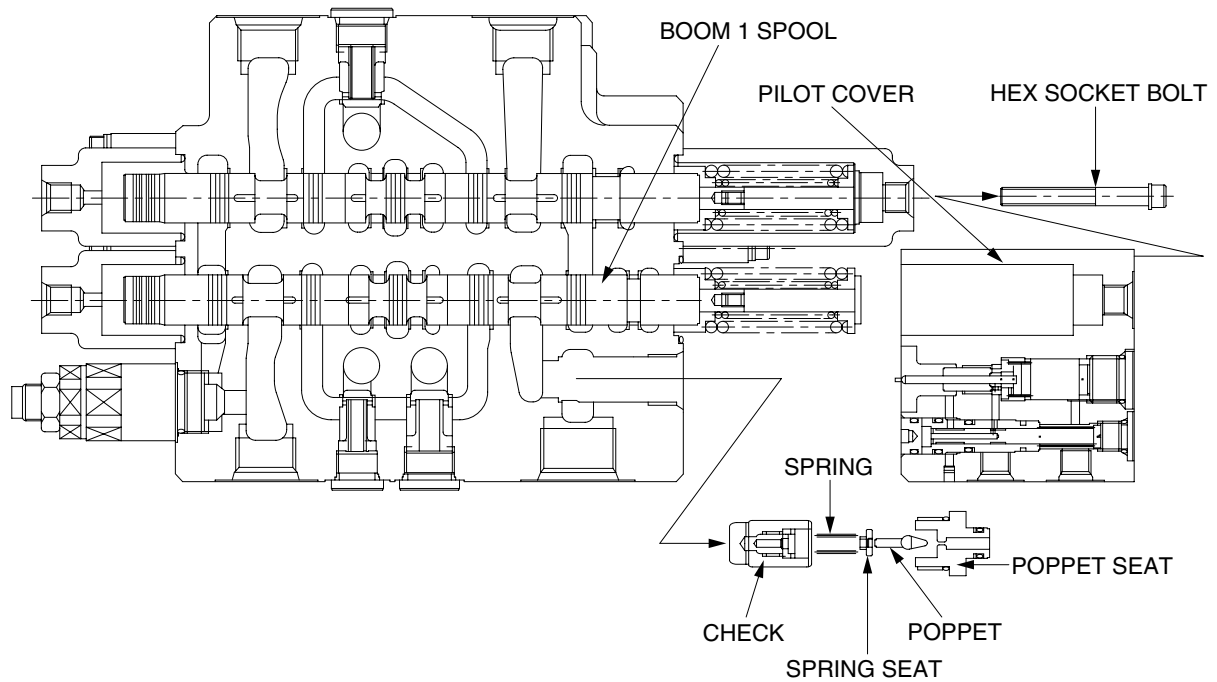 BOOM 1 SPOOL
PILOT COVER
HEX SOCKET BOLT
SPRING
POPPET SEAT
CHECK
POPPET
SPRING SEAT